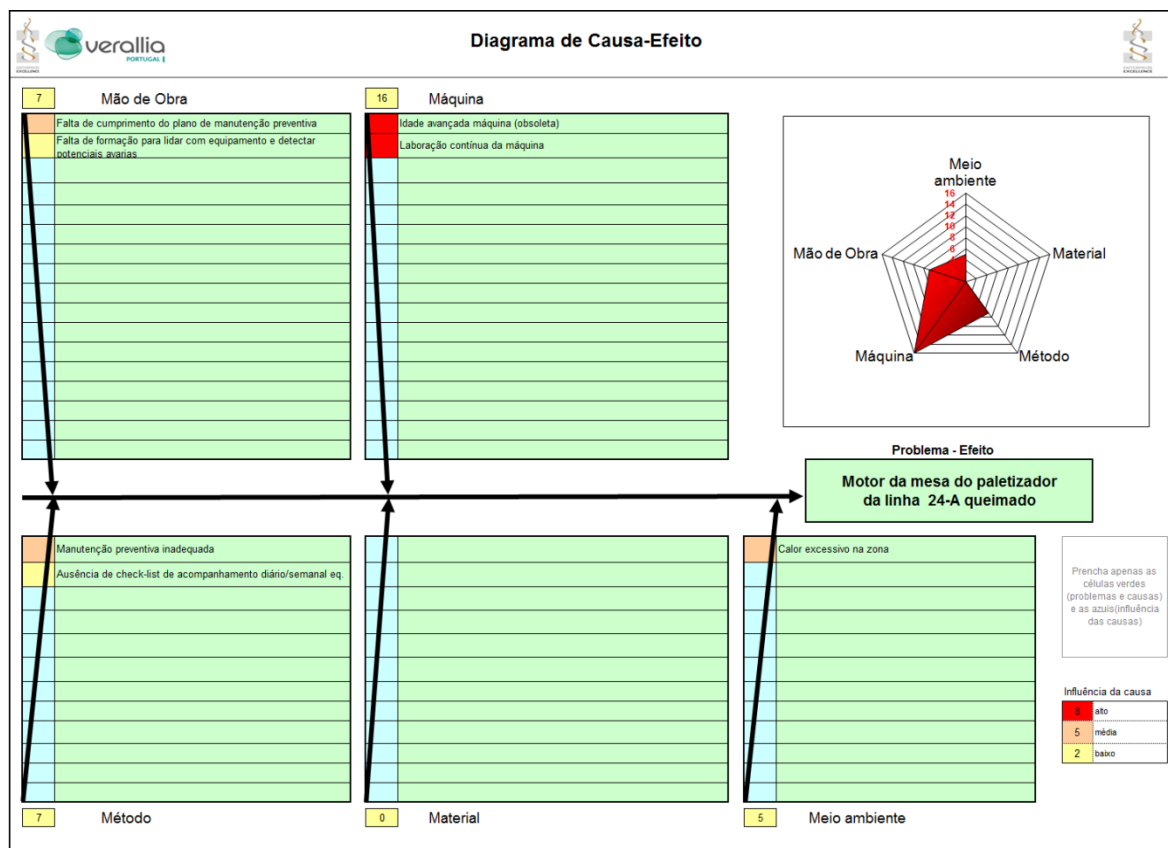 verallia
PORTUGAL
EXCELLENCE
Diagrama de Causa-Efeito
EXCELLENCE
7
Mão de Obra
16
Máquina
Falta de cumprimento do plano de manutenção preventiva
Falta de formação para lidar com equipamento e detectar
potenciais avarias
Idade avançada máquina (obsoleta)
Laboração contínua da máquina
Meio
ambiente
16
14
12
10
8
6
4
Mão de Obra
Material
Máquina
Método
Problema - Efeito
Motor da mesa do paletizador
da linha 24-A queimado
Manutenção preventiva inadequada
Ausência de check-list de acompanhamento diário/semanal eq.
Calor excessivo na zona
Prencha apenas as
células verdes
(problemas e causas)
e as azuis(influência
das causas)
Influência da causa
8 alto
5 média
2 baixo
7
Método
0
Material
5
Meio ambiente